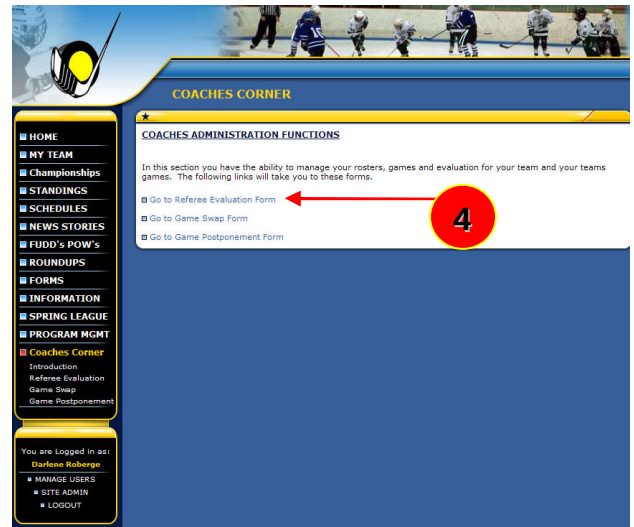 COACHES CORNER
HOME
MY TEAM
Championships
STANDINGS
SCHEDULES
NEWS STORIES
FUDD's POW's
ROUNDUPS
FORMS
INFORMATION
SPRING LEAGUE
PROGRAM MGMT
Coaches Corner
Introduction
Referee Evaluation
Game Swap
Game Postponement
You are Logged in as:
Darlene Roberge
MANAGE USERS
SITE ADMIN
LOGOUT
COACHES ADMINISTRATION FUNCTIONS
In this section you have the ability to manage your rosters, games and evaluation for your team and your teams
games. The following links will take you to these forms.
Go to Referee Evaluation Form
4
Go to Game Swap Form
Go to Game Postponement Form